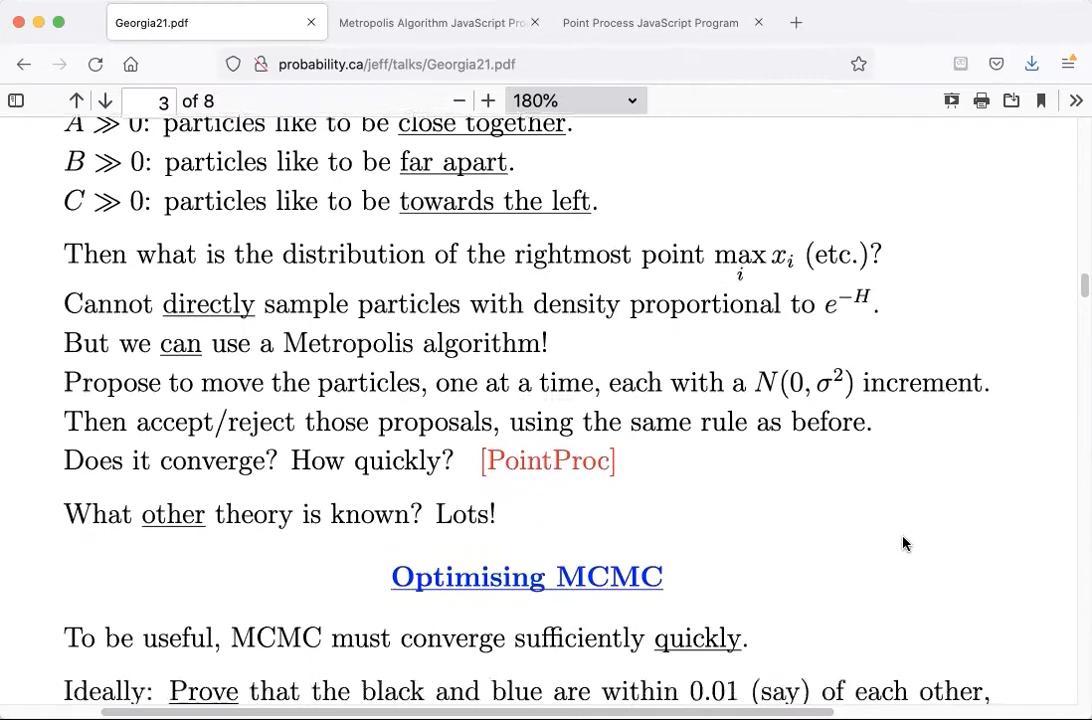 Georgia21.pdf
Metropolis Algorithm JavaScript Pro
Point Process JavaScript Program
probability.ca/jeff/talks/Georgia21.pdf
3 of 8
180%
A ≫ 0: particles like to be close together.
B ≫ 0: particles like to be far apart.
C ≫ 0: particles like to be towards the left.
Then what is the distribution of the rightmost point max_i x_i (etc.)?
Cannot directly sample particles with density proportional to e^{-H}.
But we can use a Metropolis algorithm!
Propose to move the particles, one at a time, each with a N(0, σ²) increment.
Then accept/reject those proposals, using the same rule as before.
Does it converge? How quickly? [PointProc]
What other theory is known? Lots!
Optimising MCMC
To be useful, MCMC must converge sufficiently quickly.
Ideally: Prove that the black and blue are within 0.01 (say) of each other,